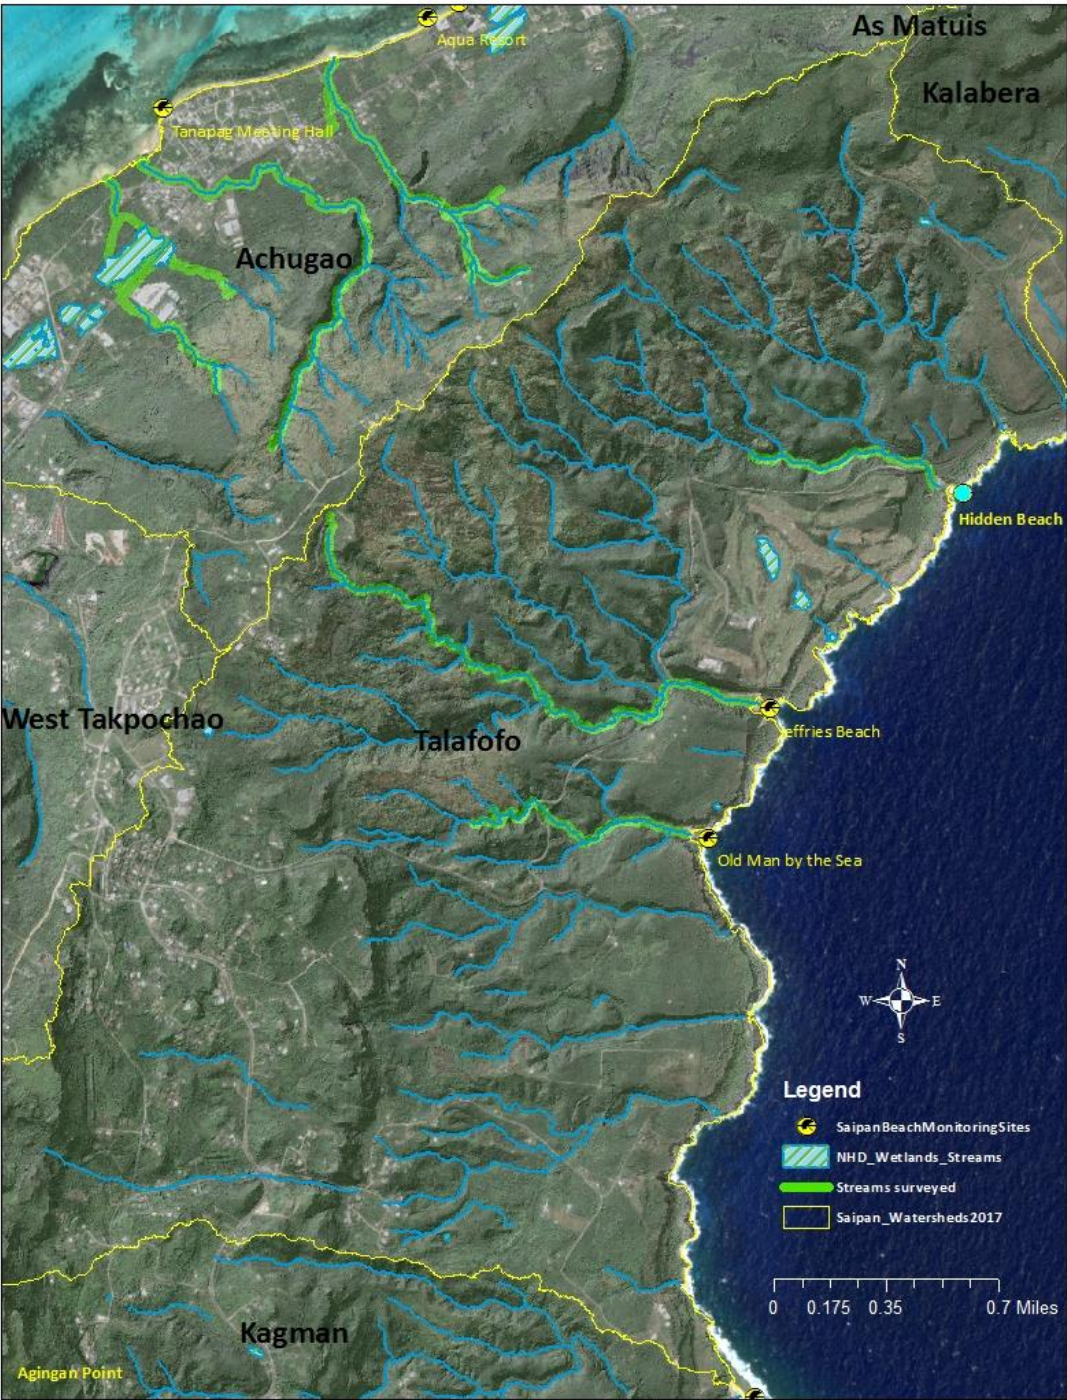 As Matuis
Aqua Resort
Kalabera
Tanapag Meeting Hall
Achugao
Hidden Beach
West Takpochao
Talafofo
Jeffries Beach
Old Man by the Sea
N
W
E
S
Legend
SaipanBeachMonitoringSites
NHD_Wetlands_Streams
Streams surveyed
Saipan_Watersheds2017
0 0.175 0.35 0.7 Miles
Kagman
Agingan Point